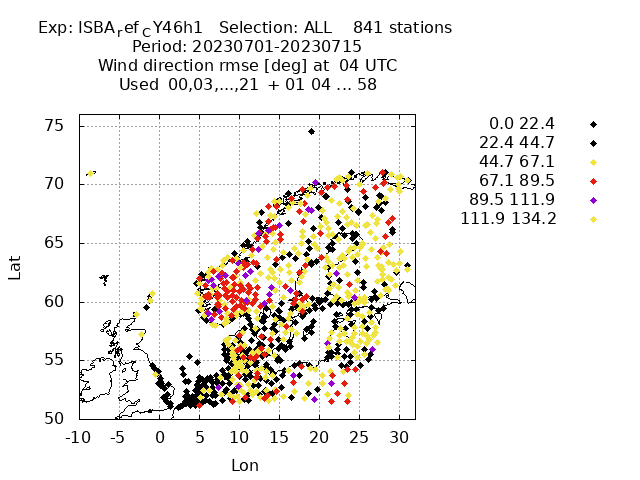 Exp: ISBA_ref_CY46h1 Selection: ALL 841 stations
Period: 20230701-20230715
Wind direction rmse [deg] at 04 UTC
Used 00,03,...,21 + 01 04 ... 58
0.0 22.4
22.4 44.7
44.7 67.1
67.1 89.5
89.5 111.9
111.9 134.2
75
70
65
60
55
50
Lat
-10 -5 0 5 10 15 20 25 30
Lon